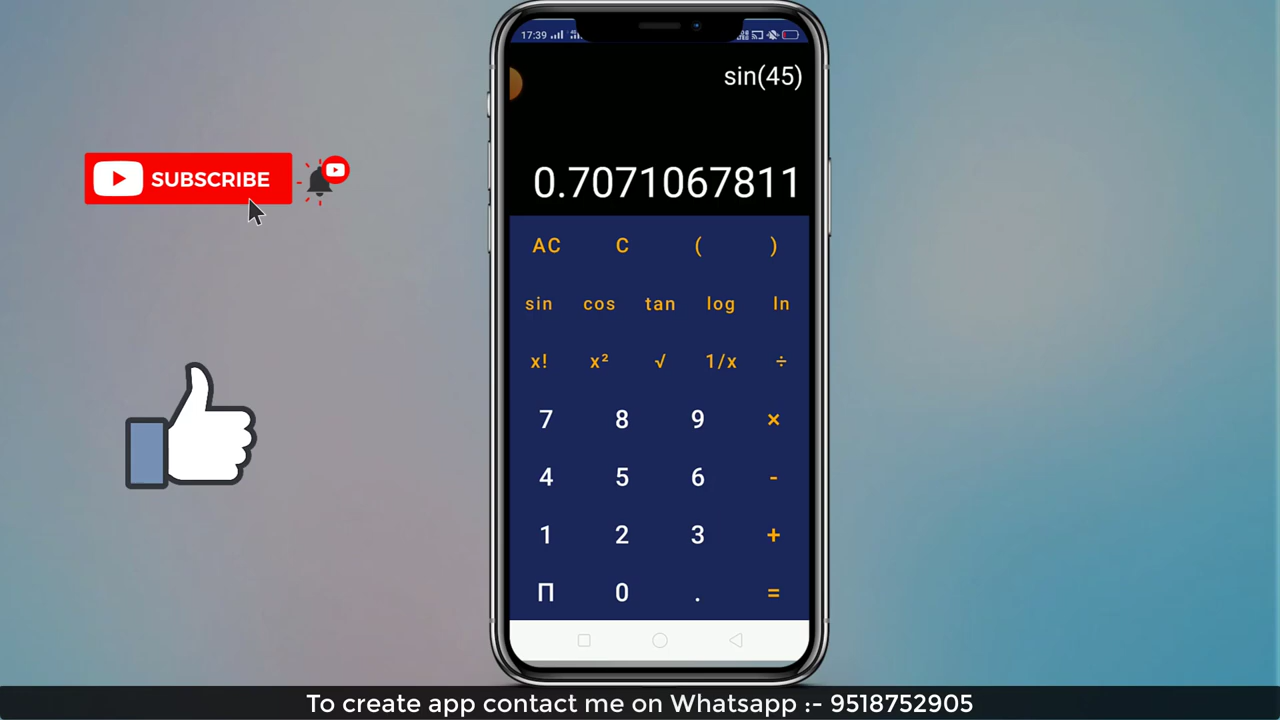 17:39
sin(45)
0.7071067811
SUBSCRIBE
AC C ( )
sin cos tan log ln
x! x² √ 1/x ÷
7 8 9 ×
4 5 6 -
1 2 3 +
Π 0 . =
To create app contact me on Whatsapp :- 9518752905